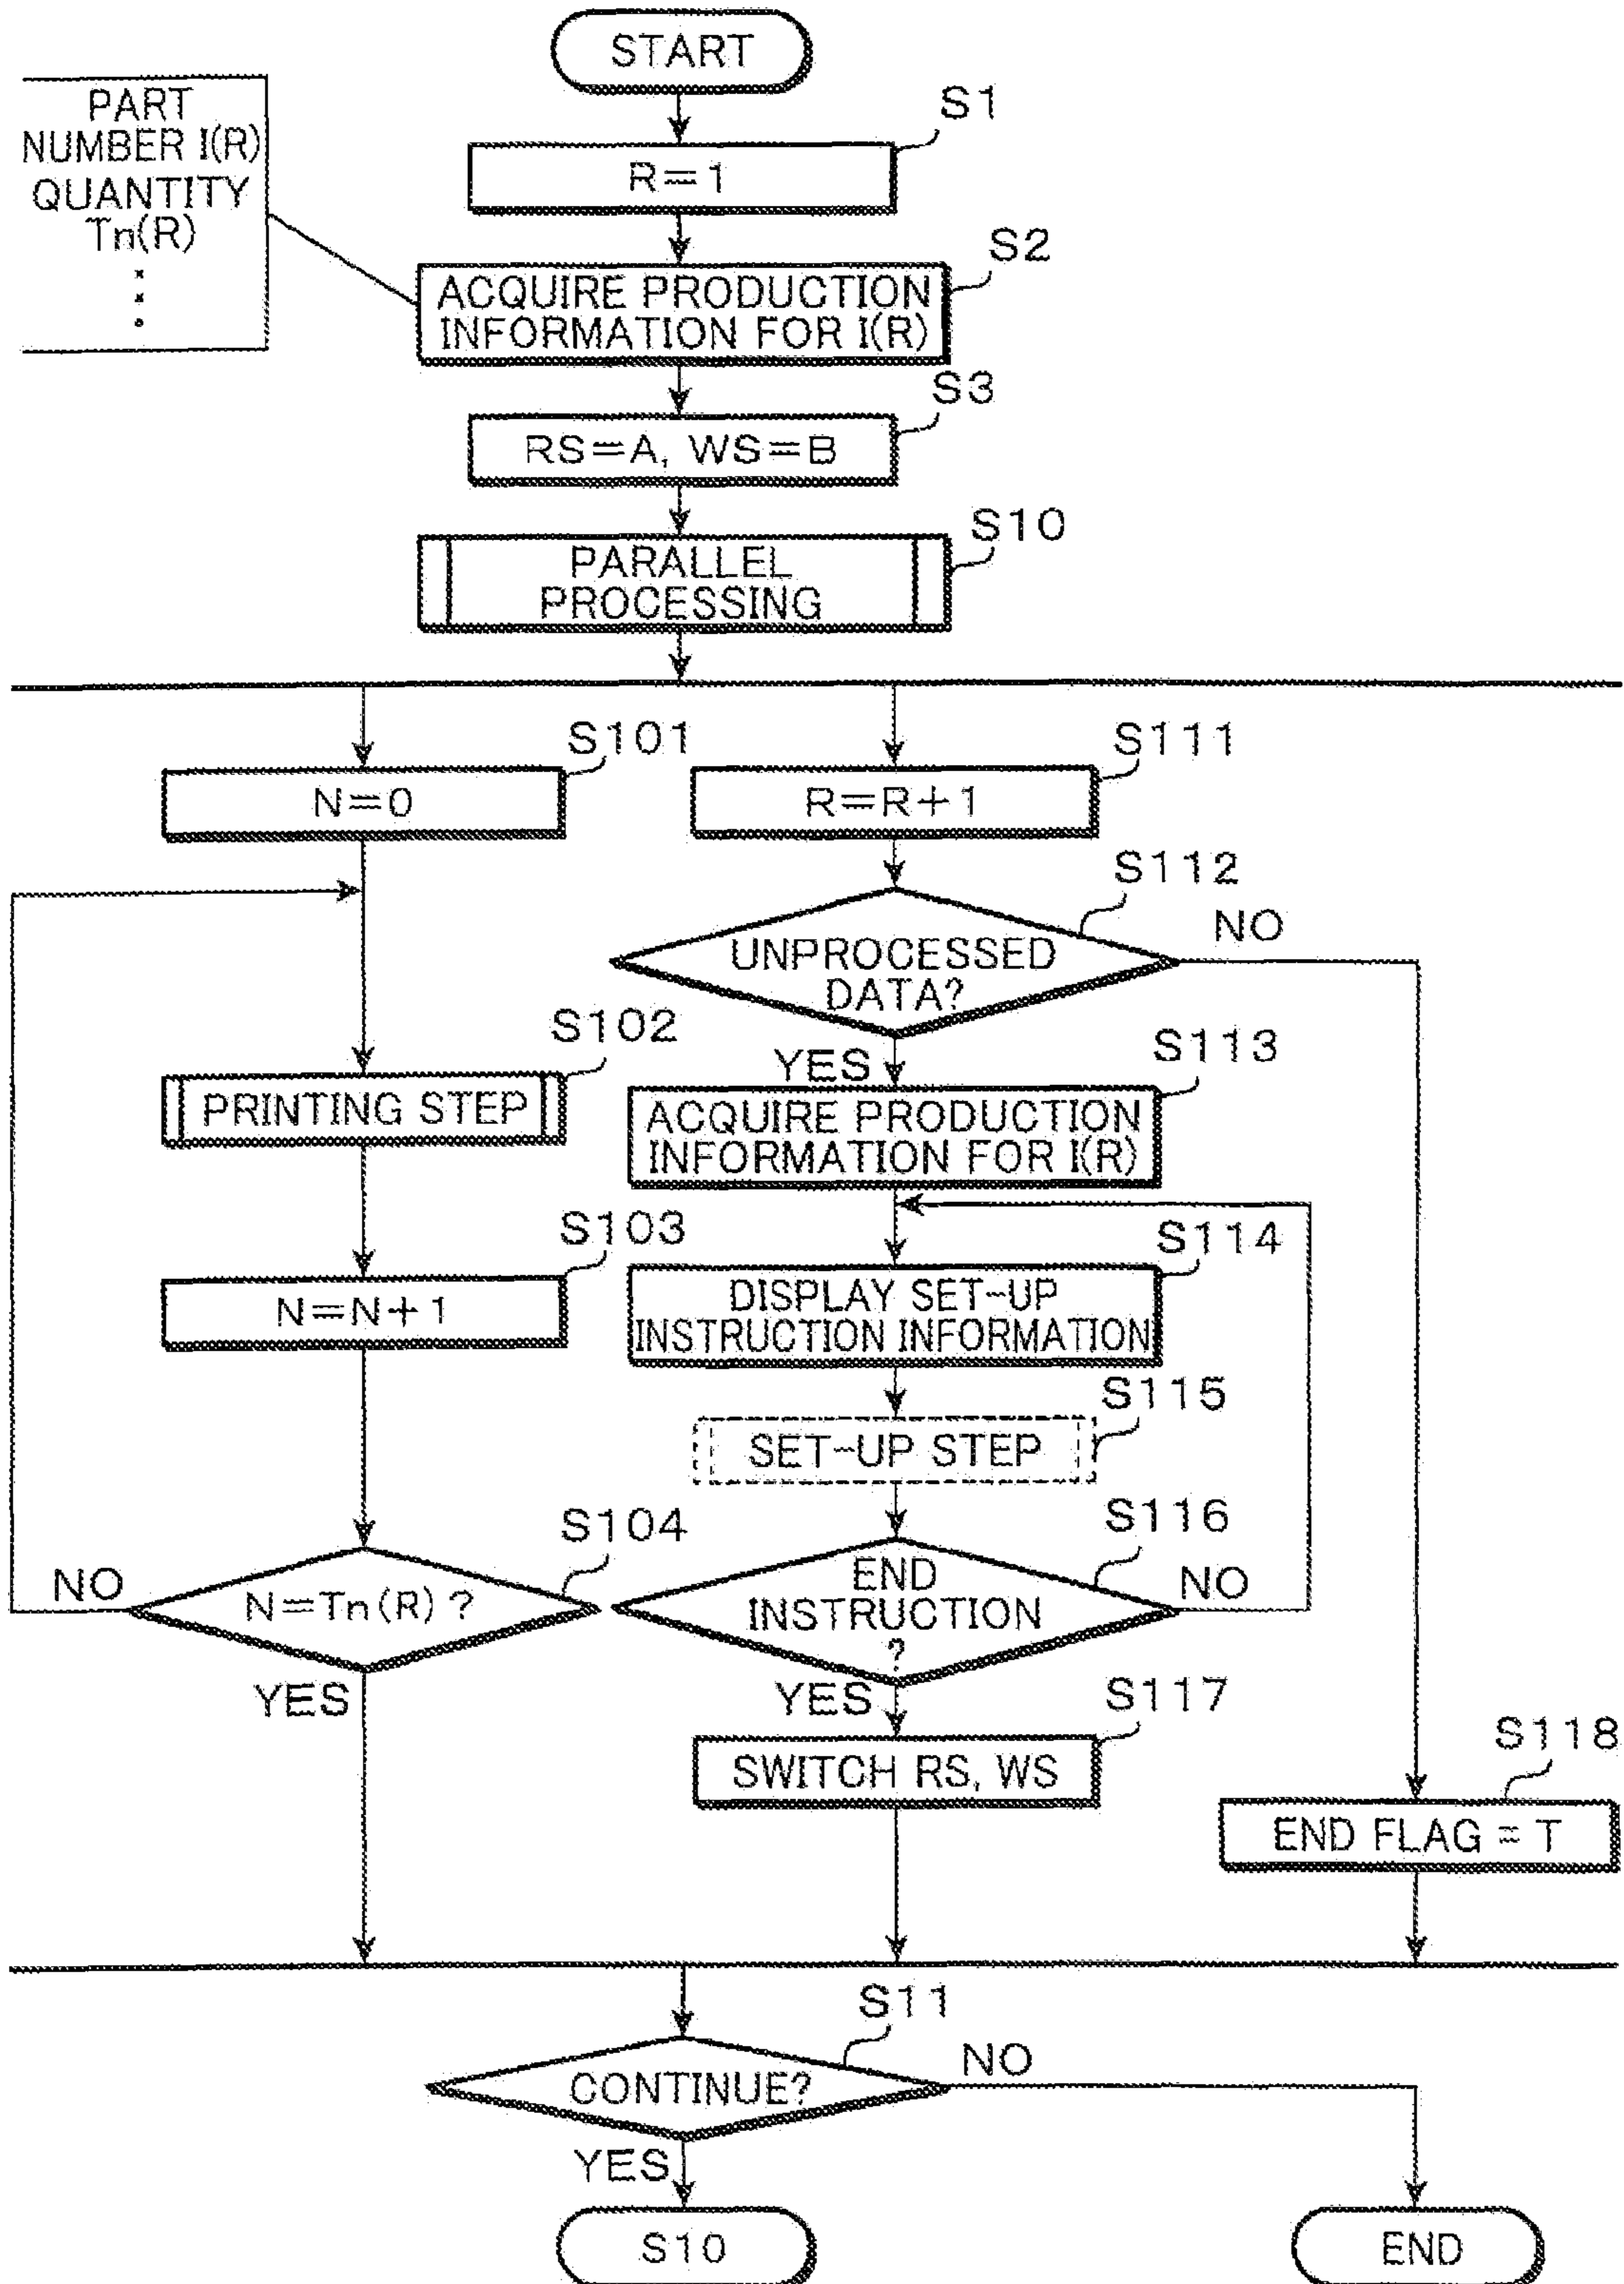 START
PART
NUMBER I(R)
QUANTITY
Tn(R)
S1
R=1
S2
ACQUIRE PRODUCTION
INFORMATION FOR I(R)
S3
RS=A, WS=B
S10
PARALLEL
PROCESSING
S101
N=0
S111
R=R+1
S112
UNPROCESSED
DATA?
NO
YES
S102
PRINTING STEP
S113
ACQUIRE PRODUCTION
INFORMATION FOR I(R)
S103
N=N+1
S114
DISPLAY SET-UP
INSTRUCTION INFORMATION
S115
SET-UP STEP
S104
N=Tn(R)?
NO
YES
S116
END
INSTRUCTION
?
NO
YES
S117
SWITCH RS, WS
S118
END FLAG = T
S11
CONTINUE?
NO
YES
S10
END